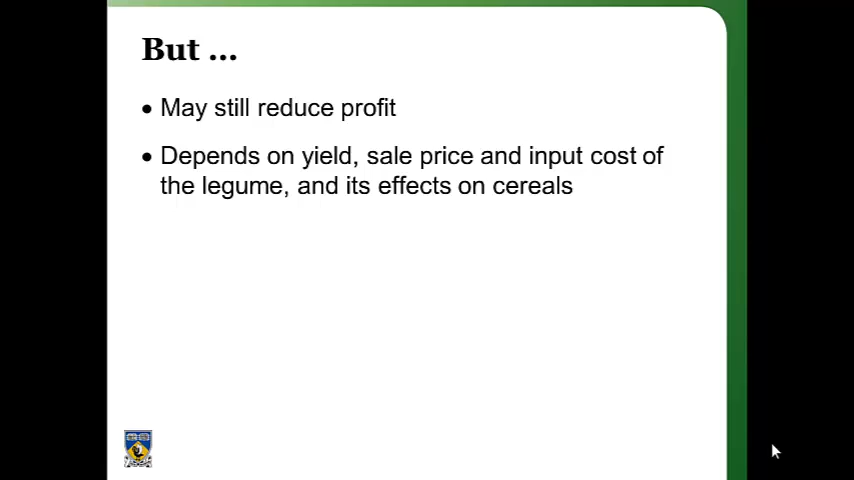 But ...
• May still reduce profit
• Depends on yield, sale price and input cost of
the legume, and its effects on cereals